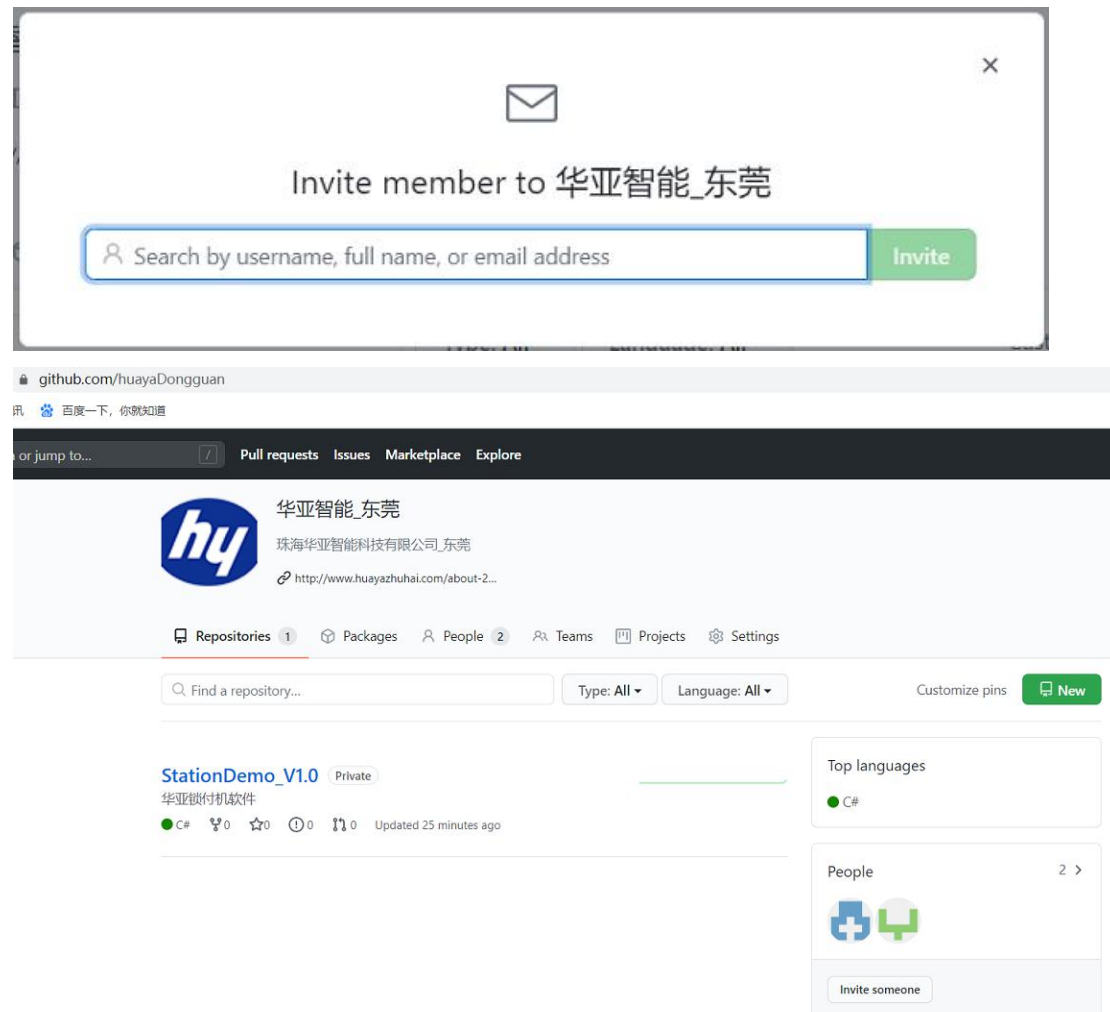 Invite member to 华亚智能_东莞
Search by username, full name, or email address Invite
github.com/huayaDongguan
讯 百度一下，你就知道
or jump to... / Pull requests Issues Marketplace Explore
hy
华亚智能_东莞
珠海华亚智能科技有限公司_东莞
http://www.huayazhuhai.com/about-2...
Repositories 1 Packages People 2 Teams Projects Settings
Find a repository... Type: All Language: All Customize pins New
StationDemo_V1.0 Private
华亚锁付机软件
C# 0 0 0 0 Updated 25 minutes ago
Top languages
C#
People 2
Invite someone